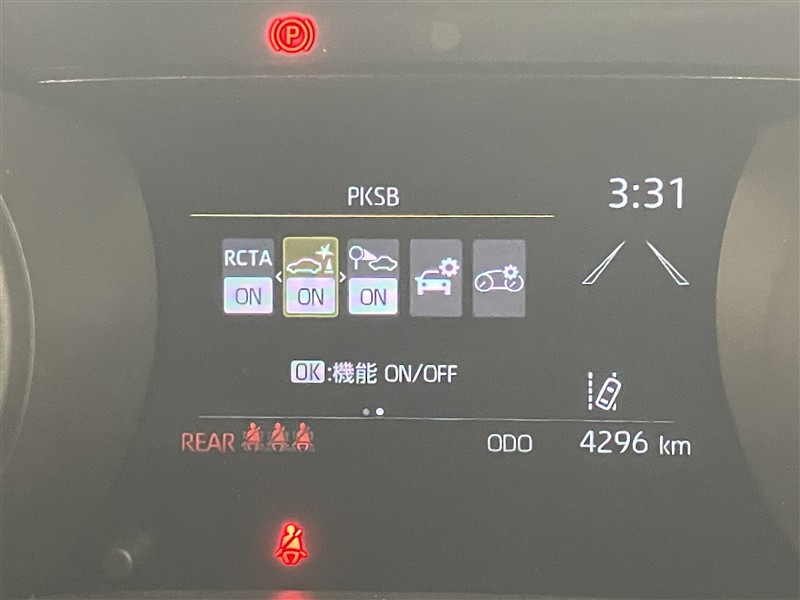 P
PKSB
3:31
RCTA
ON
ON
ON
OK:機能 ON/OFF
REAR
ODO
4296 km